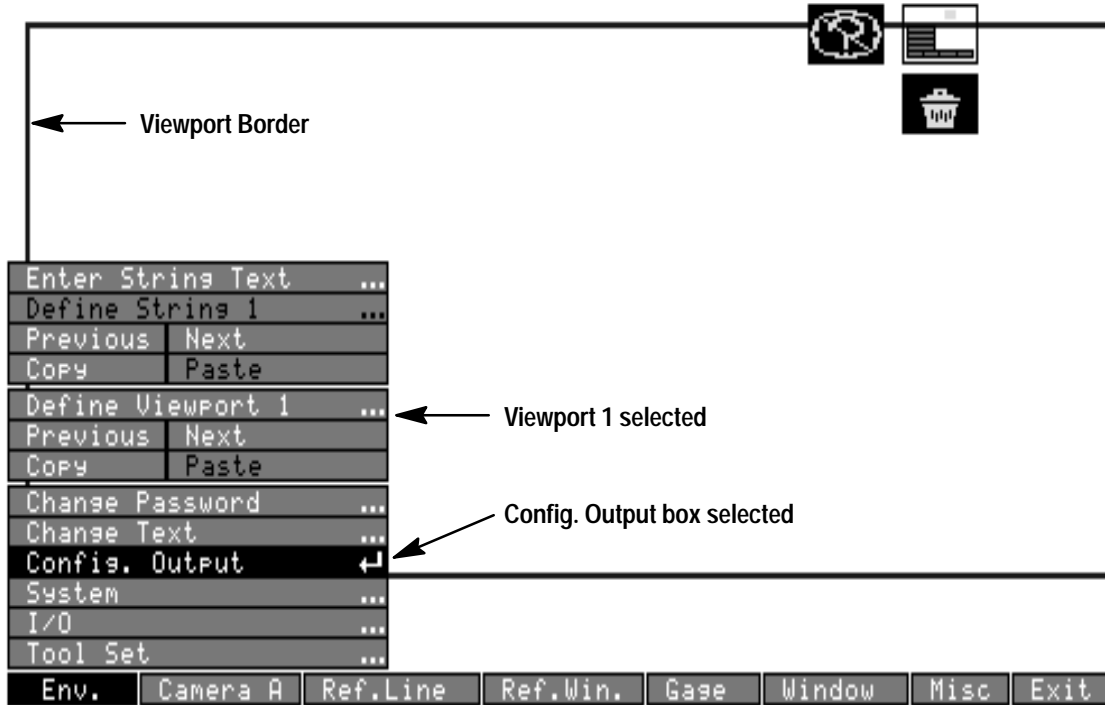 Viewport Border
Enter String Text ...
Define String 1 ...
Previous Next
Copy Paste
Define Viewport 1 ...
Viewport 1 selected
Previous Next
Copy Paste
Change Password ...
Change Text ...
Config. Output box selected
Config. Output ↵
System ...
I/O ...
Tool Set ...
Env. Camera A Ref.Line Ref.Win. Gage Window Misc Exit